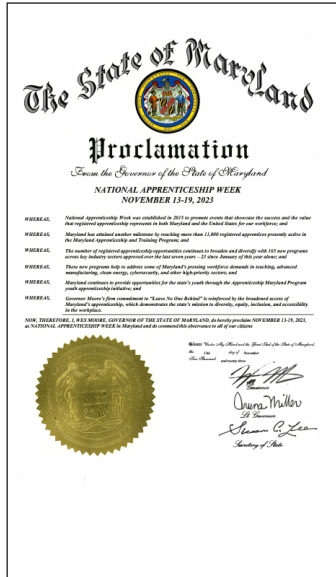 The State of Maryland
Proclamation
From the Governor of the State of Maryland
NATIONAL APPRENTICESHIP WEEK
NOVEMBER 13-19, 2023
WHEREAS, National Apprenticeship Week was established in 2015 to promote events that showcase the success and the value
that registered apprenticeship represents in both Maryland and the United States for our workforce; and
WHEREAS, Maryland has attained another milestone by reaching more than 11,800 registered apprentices presently active in
the Maryland Apprenticeship and Training Program; and
WHEREAS, The number of registered apprenticeship opportunities continues to broaden and diversify with 165 new programs
across key industry sectors approved over the last seven years – 23 since January of this year alone; and
WHEREAS, These new programs help to address some of Maryland's pressing workforce demands in teaching, advanced
manufacturing, clean energy, cybersecurity, and other high-priority sectors; and
WHEREAS, Maryland continues to provide opportunities for the state's youth through the Apprenticeship Maryland Program
youth apprenticeship initiative; and
WHEREAS, Governor Moore's firm commitment to "Leave No One Behind" is reinforced by the broadened access of
Maryland's apprenticeship, which demonstrates the state's mission to diversity, equity, inclusion, and accessibility
in the workplace.
NOW, THEREFORE, I, WES MOORE, GOVERNOR OF THE STATE OF MARYLAND, do hereby proclaim NOVEMBER 13-19, 2023,
as NATIONAL APPRENTICESHIP WEEK in Maryland and do commend this observance to all of our citizens
Witness Under My Hand and the Great Seal of the State of Maryland,
the 13th day of November
Two Thousand and twenty-three
Governor
Aruna Miller
Lt. Governor
Susan C. Lee
Secretary of State